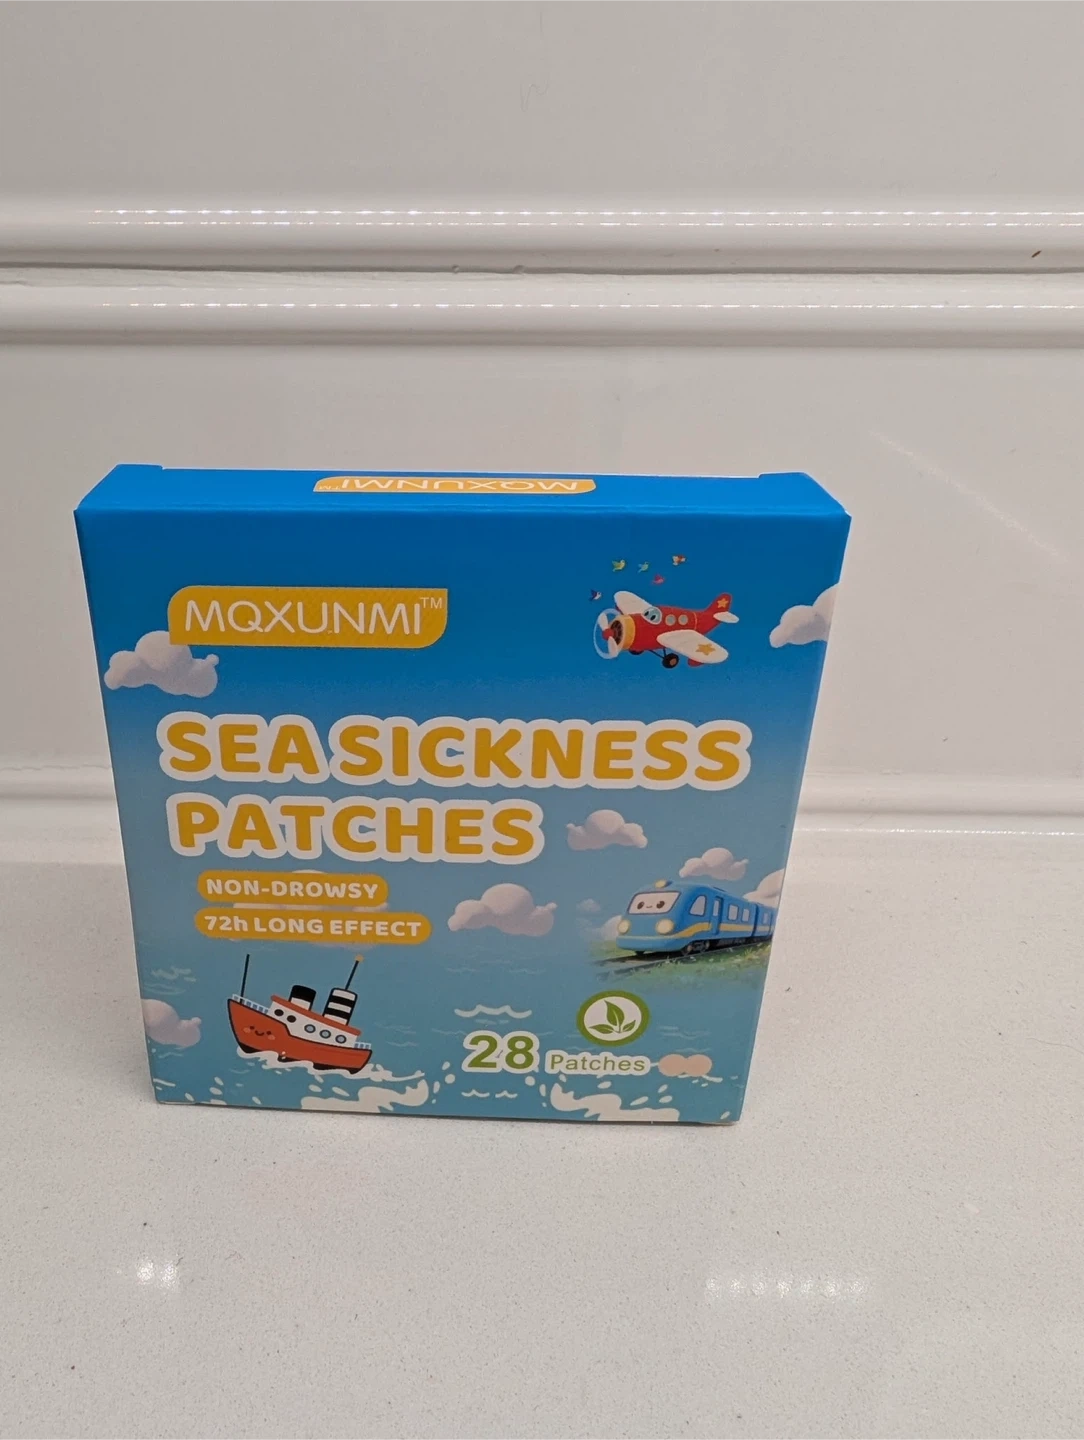 MQXUNMI™
MQXUNMI™
SEA SICKNESS
PATCHES
NON-DROWSY
72h LONG EFFECT
28 Patches